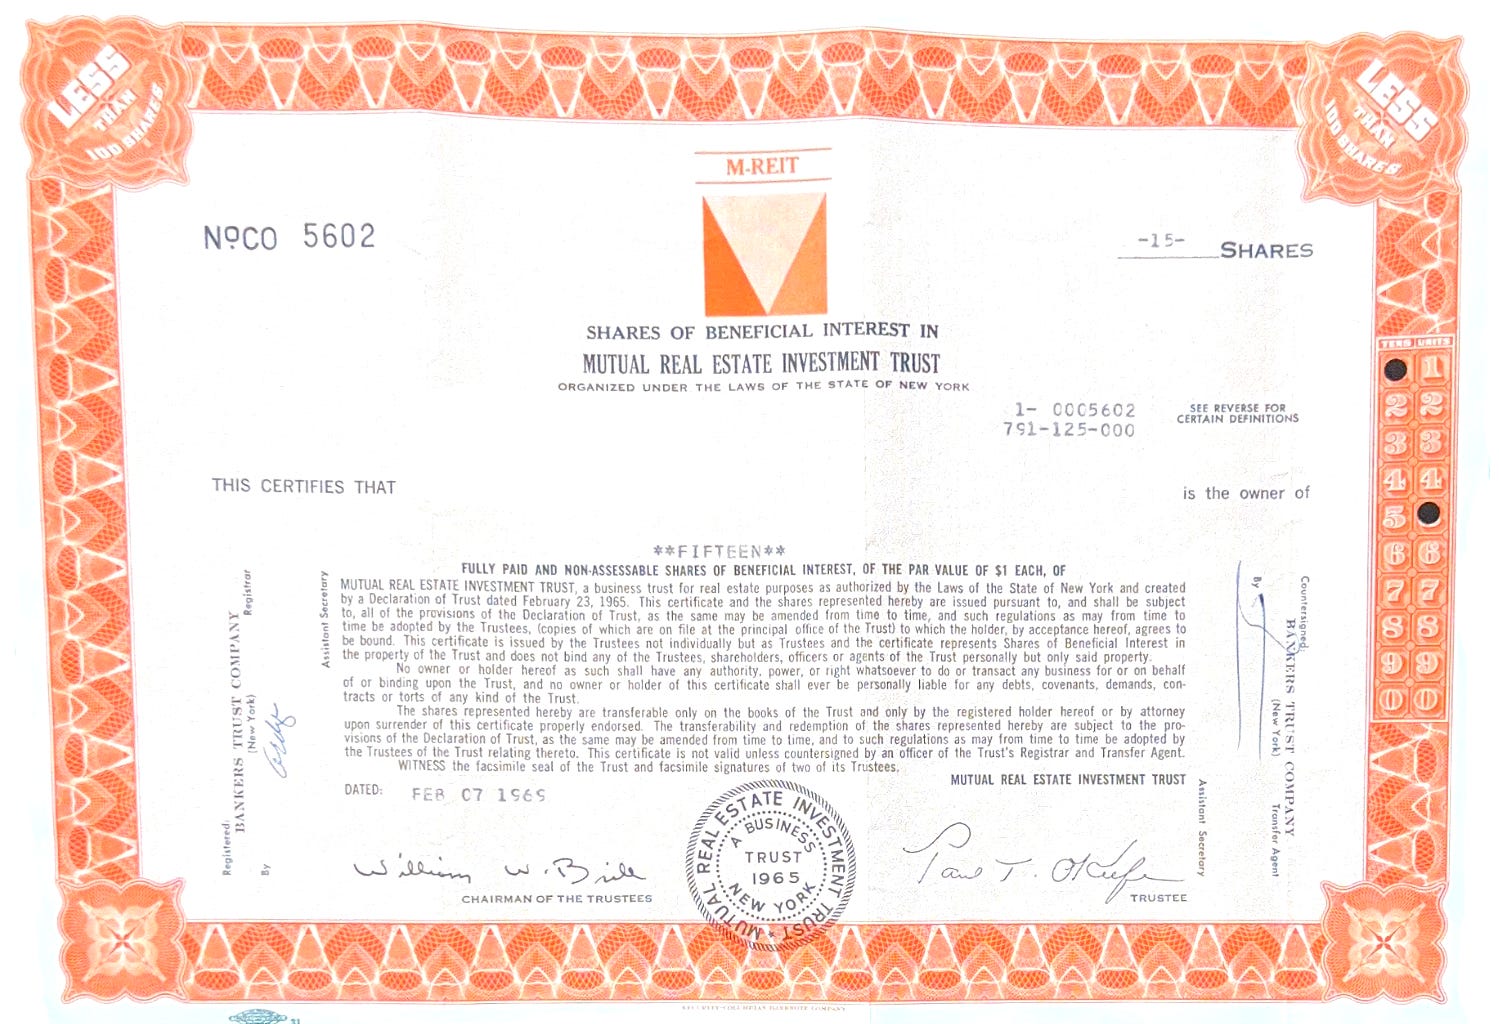 LESS
THAN
100 SHARES
LESS
THAN
100 SHARES
M-REIT
NoCO 5602
-15- SHARES
SHARES OF BENEFICIAL INTEREST IN
MUTUAL REAL ESTATE INVESTMENT TRUST
ORGANIZED UNDER THE LAWS OF THE STATE OF NEW YORK
TENS UNITS
1
2 2
3 3
4 4
5
6 6
7 7
8 8
9 9
0 0
1- 0005602
791-125-000
SEE REVERSE FOR
CERTAIN DEFINITIONS
THIS CERTIFIES THAT
is the owner of
**FIFTEEN**
FULLY PAID AND NON-ASSESSABLE SHARES OF BENEFICIAL INTEREST, OF THE PAR VALUE OF $1 EACH, OF
MUTUAL REAL ESTATE INVESTMENT TRUST, a business trust for real estate purposes as authorized by the Laws of the State of New York and created
by a Declaration of Trust dated February 23, 1965. This certificate and the shares represented hereby are issued pursuant to, and shall be subject
to, all of the provisions of the Declaration of Trust, as the same may be amended from time to time, and such regulations as may from time to
time be adopted by the Trustees, (copies of which are on file at the principal office of the Trust) to which the holder, by acceptance hereof, agrees to
be bound. This certificate is issued by the Trustees not individually but as Trustees and the certificate represents Shares of Beneficial Interest in
the property of the Trust and does not bind any of the Trustees, shareholders, officers or agents of the Trust personally but only said property.
No owner or holder hereof as such shall have any authority, power, or right whatsoever to do or transact any business for or on behalf
of or binding upon the Trust, and no owner or holder of this certificate shall ever be personally liable for any debts, covenants, demands, con-
tracts or torts of any kind of the Trust.
The shares represented hereby are transferable only on the books of the Trust and only by the registered holder hereof or by attorney
upon surrender of this certificate properly endorsed. The transferability and redemption of the shares represented hereby are subject to the pro-
visions of the Declaration of Trust, as the same may be amended from time to time, and to such regulations as may from time to time be adopted by
the Trustees of the Trust relating thereto. This certificate is not valid unless countersigned by an officer of the Trust's Registrar and Transfer Agent.
WITNESS the facsimile seal of the Trust and facsimile signatures of two of its Trustees.
MUTUAL REAL ESTATE INVESTMENT TRUST
DATED: FEB 07 1969
Registered:
BANKERS TRUST COMPANY
(New York) Registrar
By
Assistant Secretary
Countersigned:
BANKERS TRUST COMPANY,
(New York) Transfer Agent
By
Assistant Secretary
William W. Brill
CHAIRMAN OF THE TRUSTEES
MUTUAL REAL ESTATE INVESTMENT TRUST
A BUSINESS
TRUST
1965
NEW YORK
Paul T. O'Keefe
TRUSTEE
SECURITY-COLUMBIAN BANKNOTE COMPANY
31